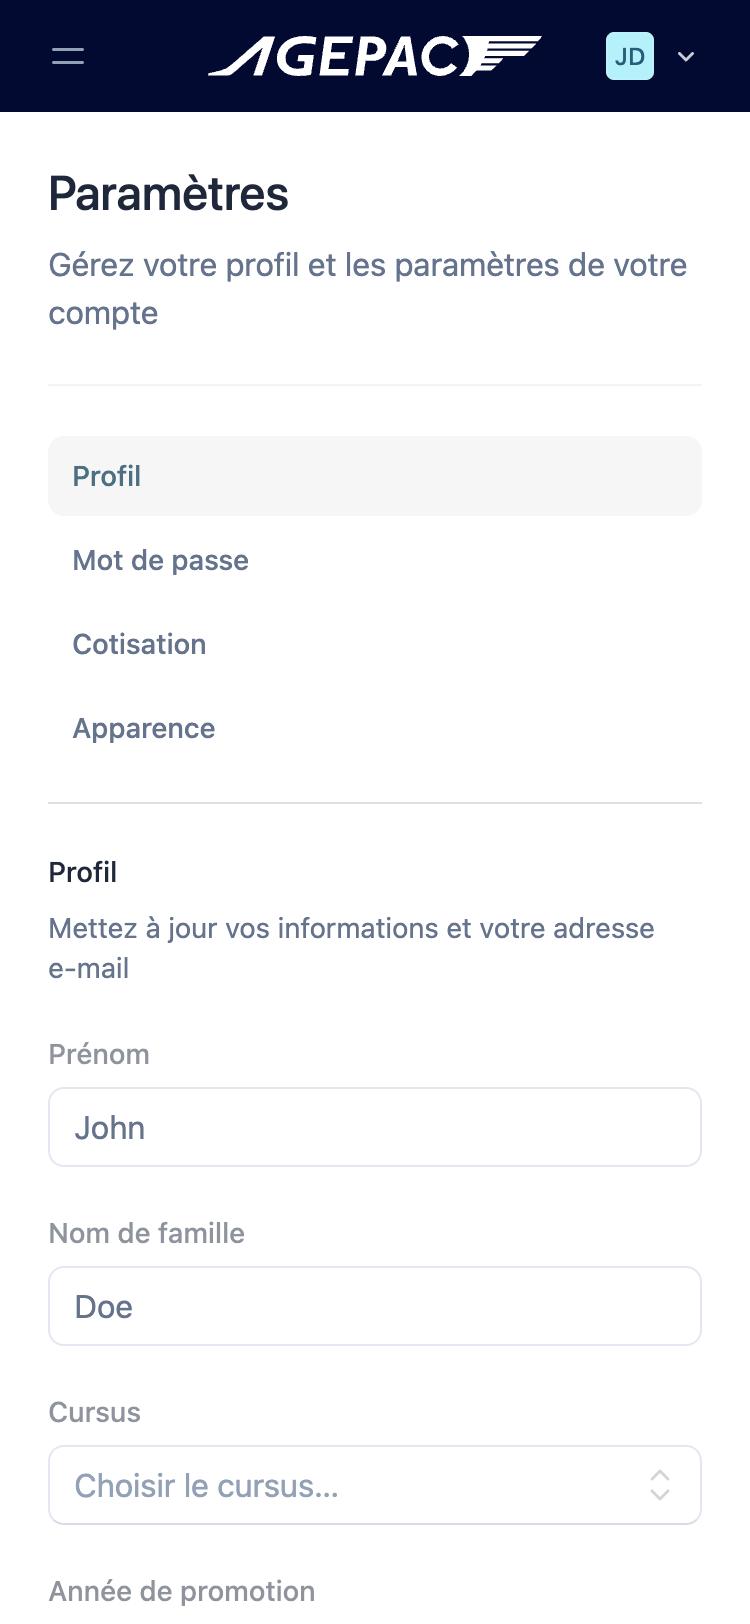 AGEPAC
JD
Paramètres
Gérez votre profil et les paramètres de votre
compte
Profil
Mot de passe
Cotisation
Apparence
Profil
Mettez à jour vos informations et votre adresse
e-mail
Prénom
John
Nom de famille
Doe
Cursus
Choisir le cursus...
Année de promotion